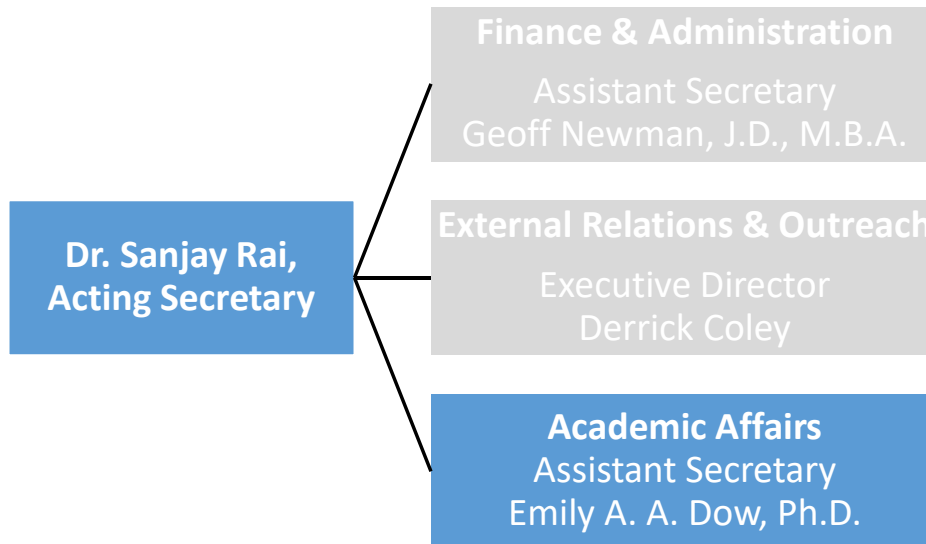 Finance & Administration
Assistant Secretary
Geoff Newman, J.D., M.B.A.
Dr. Sanjay Rai,
Acting Secretary
External Relations & Outreach
Executive Director
Derrick Coley
Academic Affairs
Assistant Secretary
Emily A. A. Dow, Ph.D.